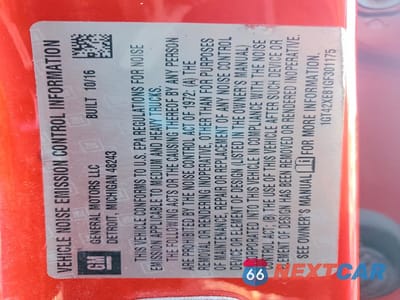 VEHICLE NOISE EMISSION CONTROL INFORMATION
GM
GENERAL MOTORS LLC
DETROIT, MICHIGAN 48243
BUILT 10/16
THIS VEHICLE CONFORMS TO U.S. EPA REGULATIONS FOR NOISE
EMISSION APPLICABLE TO MEDIUM AND HEAVY TRUCKS.
THE FOLLOWING ACTS OR THE CAUSING THEREOF BY ANY PERSON
ARE PROHIBITED BY THE NOISE CONTROL ACT OF 1972: (A) THE
REMOVAL OR RENDERING INOPERATIVE, OTHER THAN FOR PURPOSES
OF MAINTENANCE, REPAIR OR REPLACEMENT, OF ANY NOISE CONTROL
DEVICE OR ELEMENT OF DESIGN (LISTED IN THE OWNER'S MANUAL)
INCORPORATED INTO THIS VEHICLE IN COMPLIANCE WITH THE NOISE
CONTROL ACT; (B) THE USE OF THIS VEHICLE AFTER SUCH DEVICE OR
ELEMENT OF DESIGN HAS BEEN REMOVED OR RENDERED INOPERATIVE.
SEE OWNER'S MANUAL
1GT42XEB1GF301175
66 NEXTCAR